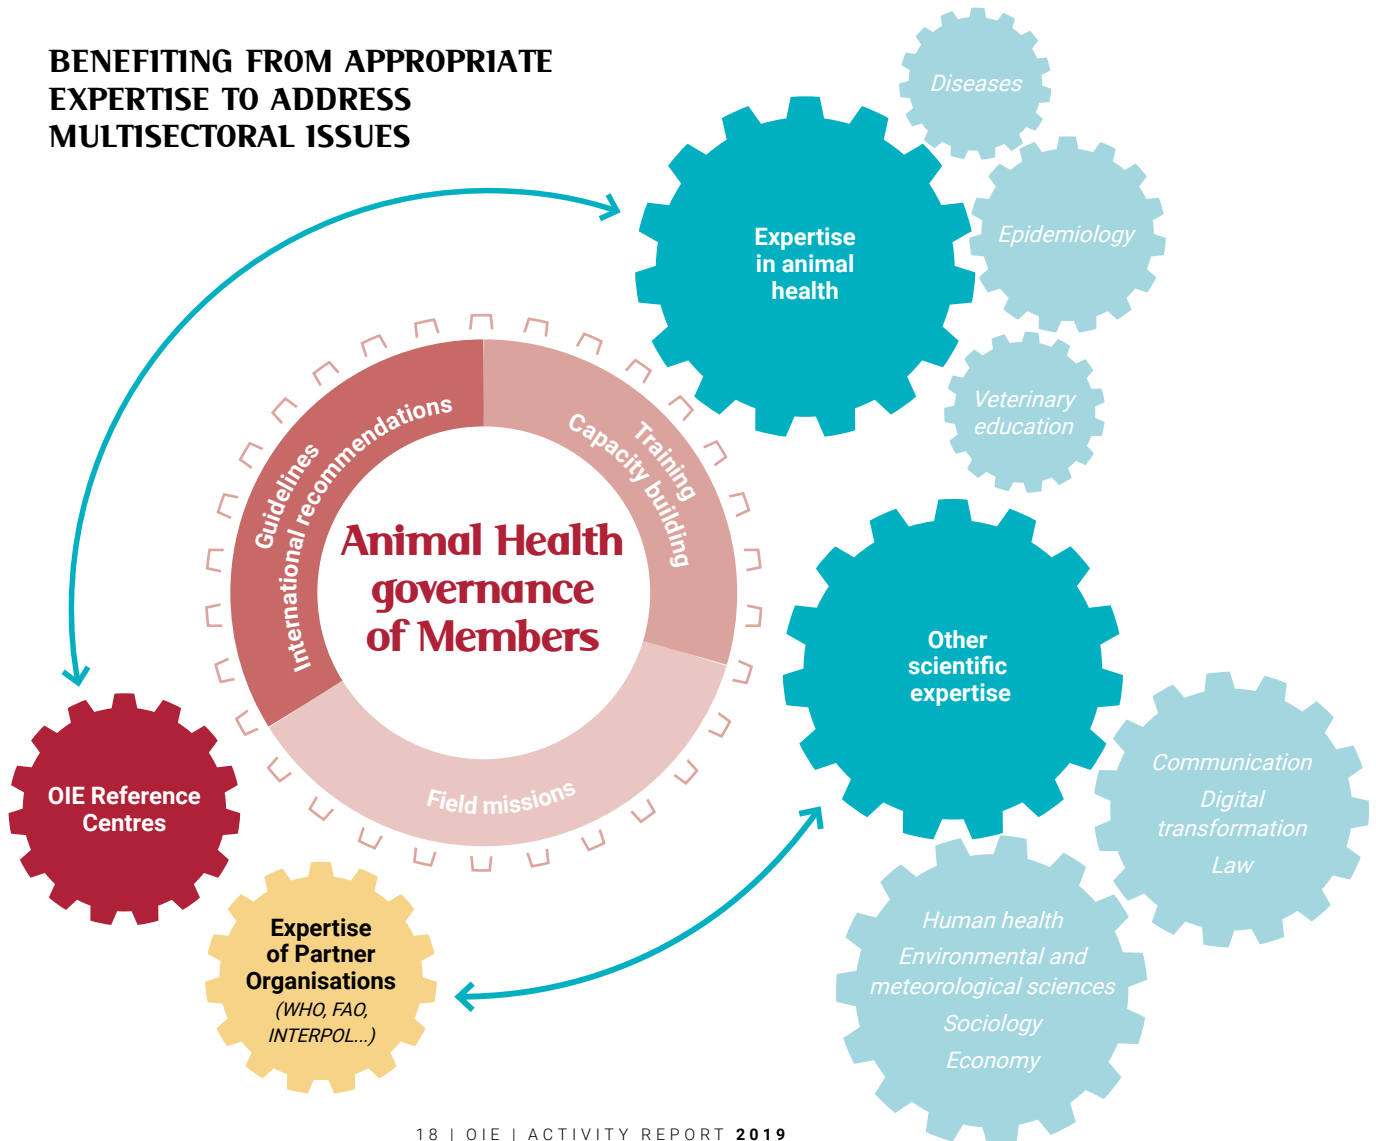 BENEFITING FROM APPROPRIATE
EXPERTISE TO ADDRESS
MULTISECTORAL ISSUES
Diseases
Epidemiology
Veterinary
education
Expertise
in animal
health
Guidelines
International recommendations
Training
Capacity building
Field missions
Animal Health
governance
of Members
Other
scientific
expertise
Communication
Digital
transformation
Law
Human health
Environmental and
meteorological sciences
Sociology
Economy
OIE Reference
Centres
Expertise
of Partner
Organisations
(WHO, FAO,
INTERPOL...)
18 | OIE | ACTIVITY REPORT 2019